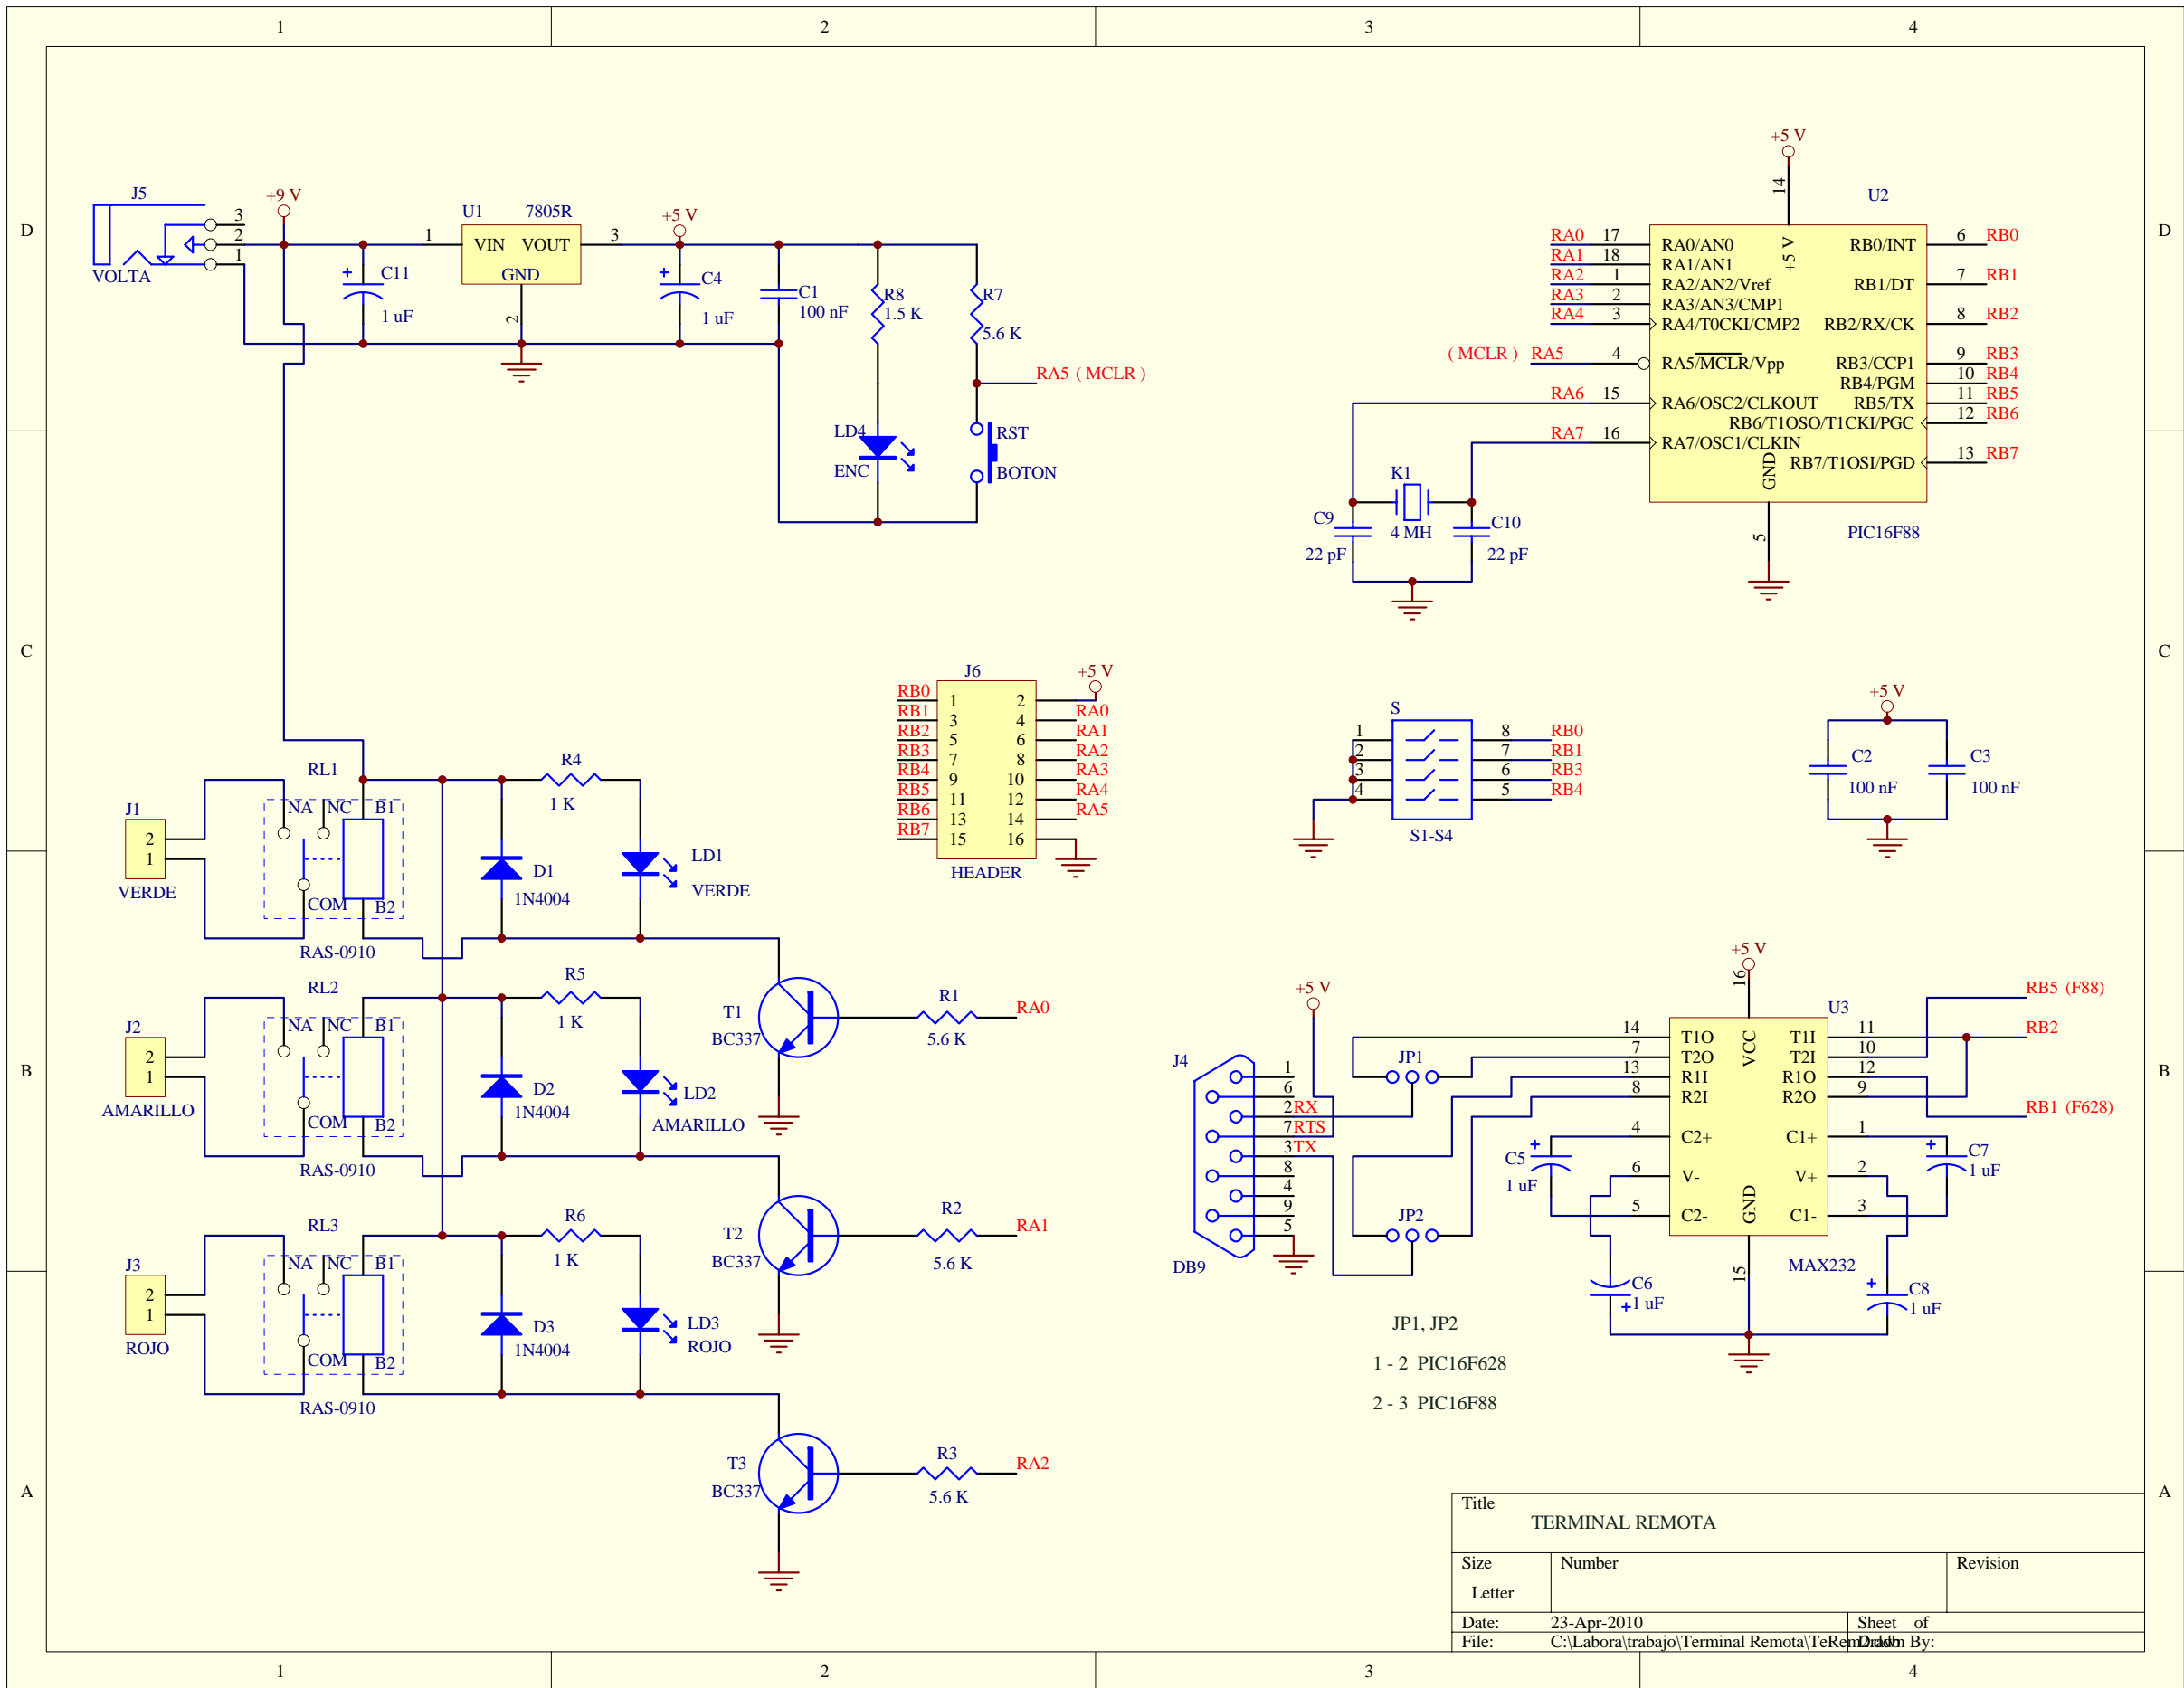 1 2 3 4
D
D
C
C
B
B
A
A
1 2 3 4
J5
VOLTA
3
2
1
+9 V
C11
1 uF
U1 7805R
1 VIN VOUT 3
GND
2
+5 V
C4
1 uF
C1
100 nF
R8
1.5 K
R7
5.6 K
RA5 ( MCLR )
LD4
ENC
RST
BOTON
+5 V
14
U2
+5 V
RA0 17 RA0/AN0
RA1 18 RA1/AN1
RA2 1 RA2/AN2/Vref
RA3 2 RA3/AN3/CMP1
RA4 3 RA4/T0CKI/CMP2
( MCLR ) RA5 4 RA5/MCLR/Vpp
RA6 15 RA6/OSC2/CLKOUT
RA7 16 RA7/OSC1/CLKIN
RB0/INT 6 RB0
RB1/DT 7 RB1
RB2/RX/CK 8 RB2
RB3/CCP1 9 RB3
RB4/PGM 10 RB4
RB5/TX 11 RB5
RB6/T1OSO/T1CKI/PGC 12 RB6
RB7/T1OSI/PGD 13 RB7
GND
5
PIC16F88
K1
4 MH
C9
22 pF
C10
22 pF
J6
+5 V
RB0 1 2
RB1 3 4 RA0
RB2 5 6 RA1
RB3 7 8 RA2
RB4 9 10 RA3
RB5 11 12 RA4
RB6 13 14 RA5
RB7 15 16
HEADER
S
1 8 RB0
2 7 RB1
3 6 RB3
4 5 RB4
S1-S4
+5 V
C2
100 nF
C3
100 nF
J1
2
1
VERDE
RL1
NA NC B1
COM B2
RAS-0910
R4
1 K
D1
1N4004
LD1
VERDE
T1
BC337
R1
5.6 K
RA0
J2
2
1
AMARILLO
RL2
NA NC B1
COM B2
RAS-0910
R5
1 K
D2
1N4004
LD2
AMARILLO
T2
BC337
R2
5.6 K
RA1
J3
2
1
ROJO
RL3
NA NC B1
COM B2
RAS-0910
R6
1 K
D3
1N4004
LD3
ROJO
T3
BC337
R3
5.6 K
RA2
+5 V
J4
1
6
2 RX
7 RTS
3 TX
8
4
9
5
DB9
JP1
JP2
+5 V
16
U3
VCC
14 T1O
7 T2O
13 R1I
8 R2I
4 C2+
6 V-
5 C2-
T1I 11
T2I 10
R1O 12
R2O 9
C1+ 1
V+ 2
C1- 3
GND
15
MAX232
RB5 (F88)
RB2
RB1 (F628)
C5
1 uF
C7
1 uF
C6
1 uF
C8
1 uF
JP1, JP2
1 - 2 PIC16F628
2 - 3 PIC16F88
Title
TERMINAL REMOTA
Size
Letter
Number
Revision
Date: 23-Apr-2010
Sheet of
File: C:\Labora\trabajo\Terminal Remota\
By: